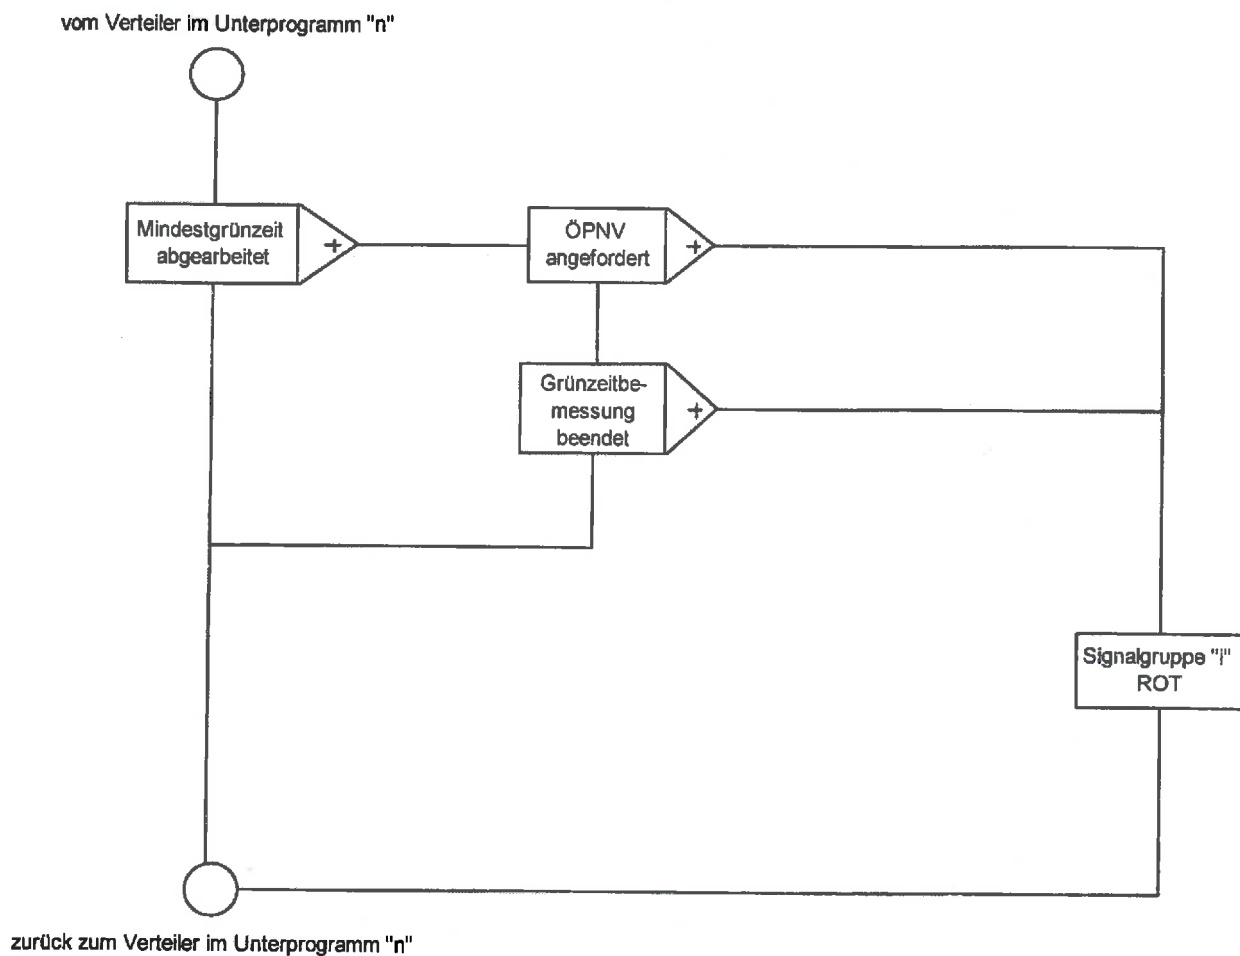 vom Verteiler im Unterprogramm "n"
Mindestgrünzeit
abgearbeitet
+
ÖPNV
angefordert
+
Grünzeitbe-
messung
beendet
+
Signalgruppe "i"
ROT
zurück zum Verteiler im Unterprogramm "n"